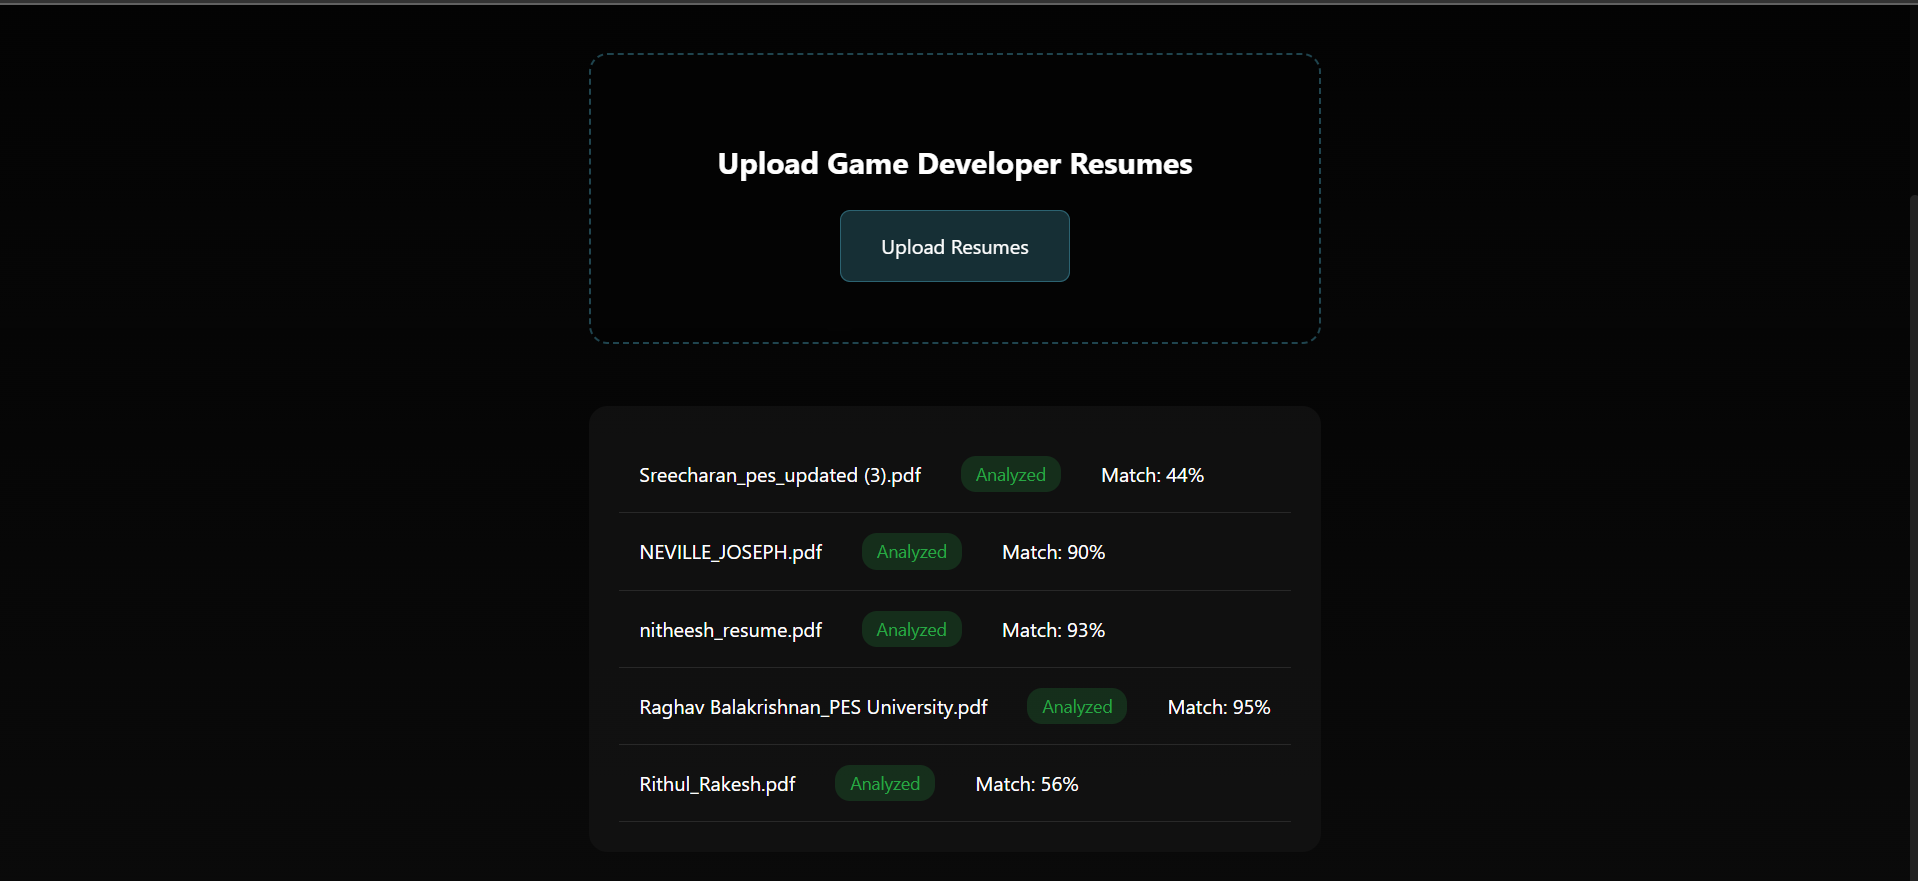 Upload Game Developer Resumes
Upload Resumes
Sreecharan_pes_updated (3).pdf Analyzed Match: 44%
NEVILLE_JOSEPH.pdf Analyzed Match: 90%
nitheesh_resume.pdf Analyzed Match: 93%
Raghav Balakrishnan_PES University.pdf Analyzed Match: 95%
Rithul_Rakesh.pdf Analyzed Match: 56%